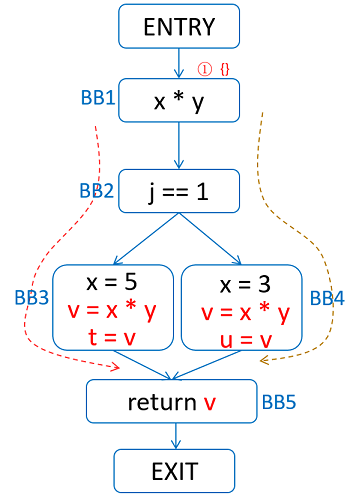 ENTRY
① {}
BB1
x * y
BB2
j == 1
BB3
x = 5
v = x * y
t = v
x = 3
v = x * y
u = v
BB4
return v
BB5
EXIT